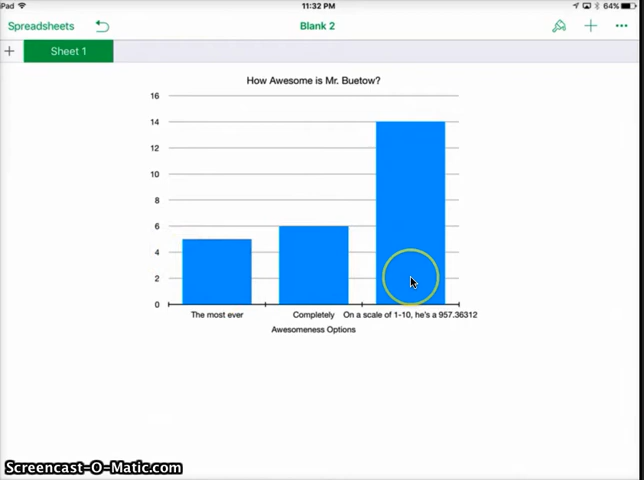 Pad 11:32 PM 64%
Spreadsheets Blank 2
+ Sheet 1
How Awesome is Mr. Buetow?
16
14
12
10
8
6
4
2
0
The most ever Completely On a scale of 1-10, he's a 957.36312
Awesomeness Options
Screencast-O-Matic.com